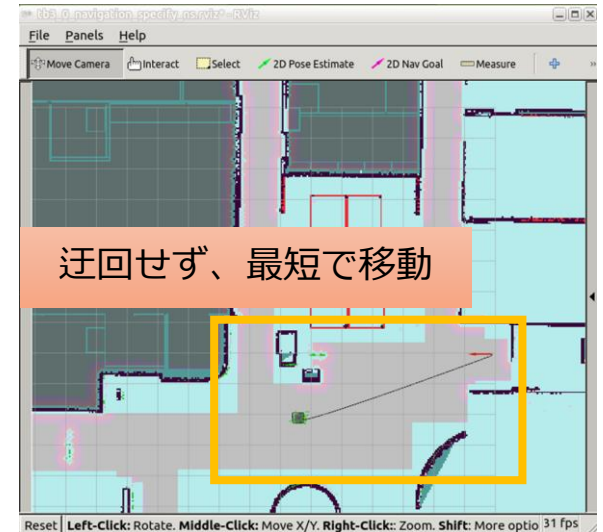 tb3_0_navigation_specify_ns.rviz* - RViz
File Panels Help
Move Camera Interact Select 2D Pose Estimate 2D Nav Goal Measure »
迂回せず、最短で移動
Reset Left-Click: Rotate. Middle-Click: Move X/Y. Right-Click:: Zoom. Shift: More optio 31 fps